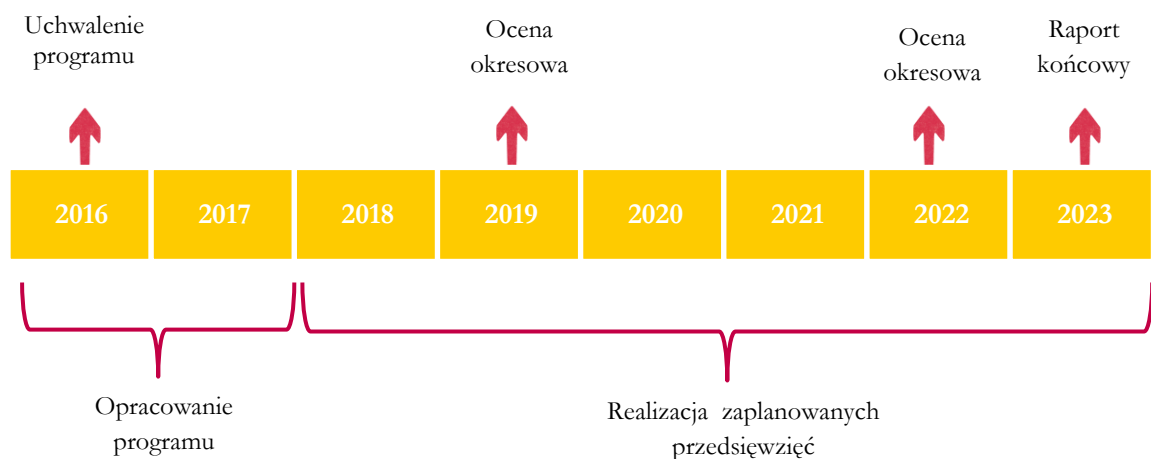 Uchwalenie
programu
Ocena
okresowa
Ocena
okresowa
Raport
końcowy
2016
2017
2018
2019
2020
2021
2022
2023
Opracowanie
programu
Realizacja zaplanowanych
przedsięwzięć